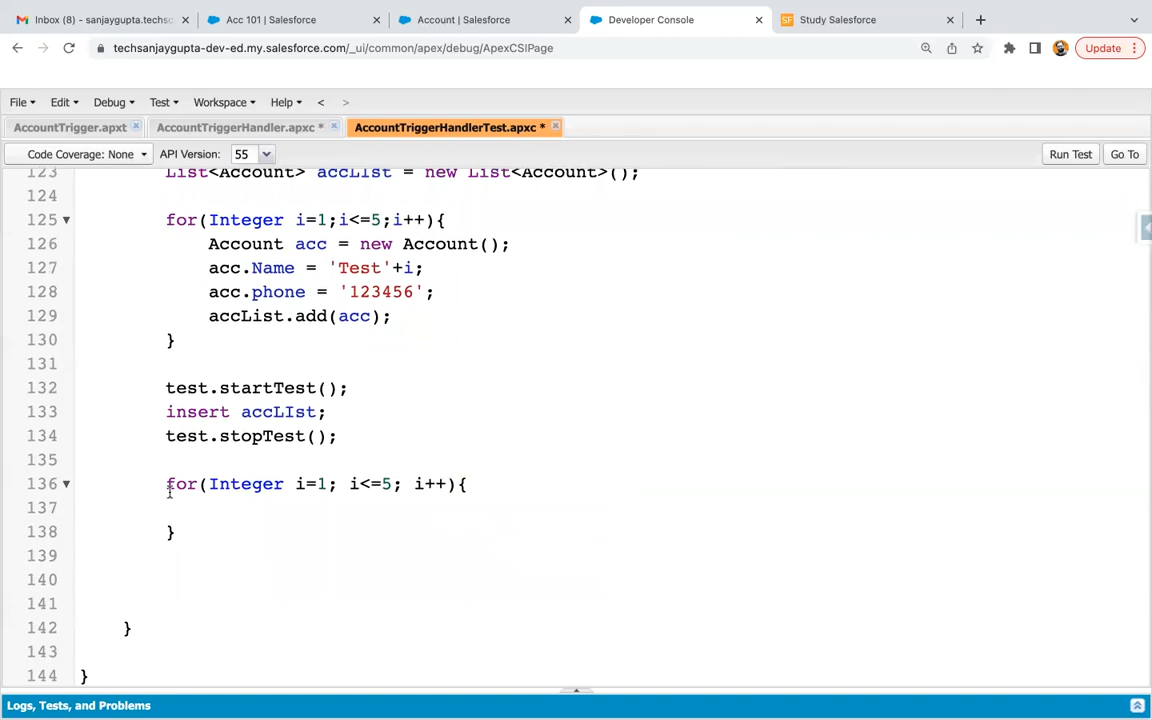 Inbox (8) - sanjaygupta.techsc
Acc 101 | Salesforce
Account | Salesforce
Developer Console
SF Study Salesforce
techsanjaygupta-dev-ed.my.salesforce.com/_ui/common/apex/debug/ApexCSIPage
Update
File Edit Debug Test Workspace Help < >
AccountTrigger.apxt AccountTriggerHandler.apxc * AccountTriggerHandlerTest.apxc *
Code Coverage: None API Version: 55 Run Test Go To
123 List<Account> accLIst = new List<Account>();
124
125 for(Integer i=1;i<=5;i++){
126 Account acc = new Account();
127 acc.Name = 'Test'+i;
128 acc.phone = '123456';
129 accList.add(acc);
130 }
131
132 test.startTest();
133 insert accLIst;
134 test.stopTest();
135
136 for(Integer i=1; i<=5; i++){
137
138 }
139
140
141
142 }
143
144 }
Logs, Tests, and Problems